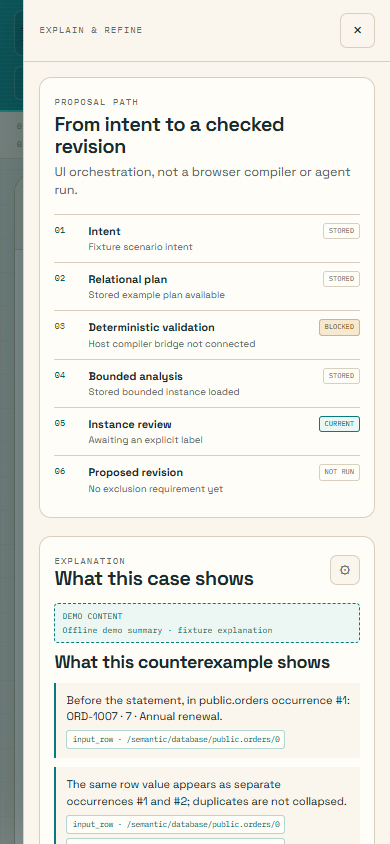 EXPLAIN & REFINE
×
PROPOSAL PATH
From intent to a checked
revision
UI orchestration, not a browser compiler or agent
run.
01 Intent STORED
Fixture scenario intent
02 Relational plan STORED
Stored example plan available
03 Deterministic validation BLOCKED
Host compiler bridge not connected
04 Bounded analysis STORED
Stored bounded instance loaded
05 Instance review CURRENT
Awaiting an explicit label
06 Proposed revision NOT RUN
No exclusion requirement yet
EXPLANATION
What this case shows
DEMO CONTENT
Offline demo summary · fixture explanation
What this counterexample shows
Before the statement, in public.orders occurrence #1:
ORD-1007 · 7 · Annual renewal.
input_row · /semantic/database/public.orders/0
The same row value appears as separate
occurrences #1 and #2; duplicates are not collapsed.
input_row · /semantic/database/public.orders/0